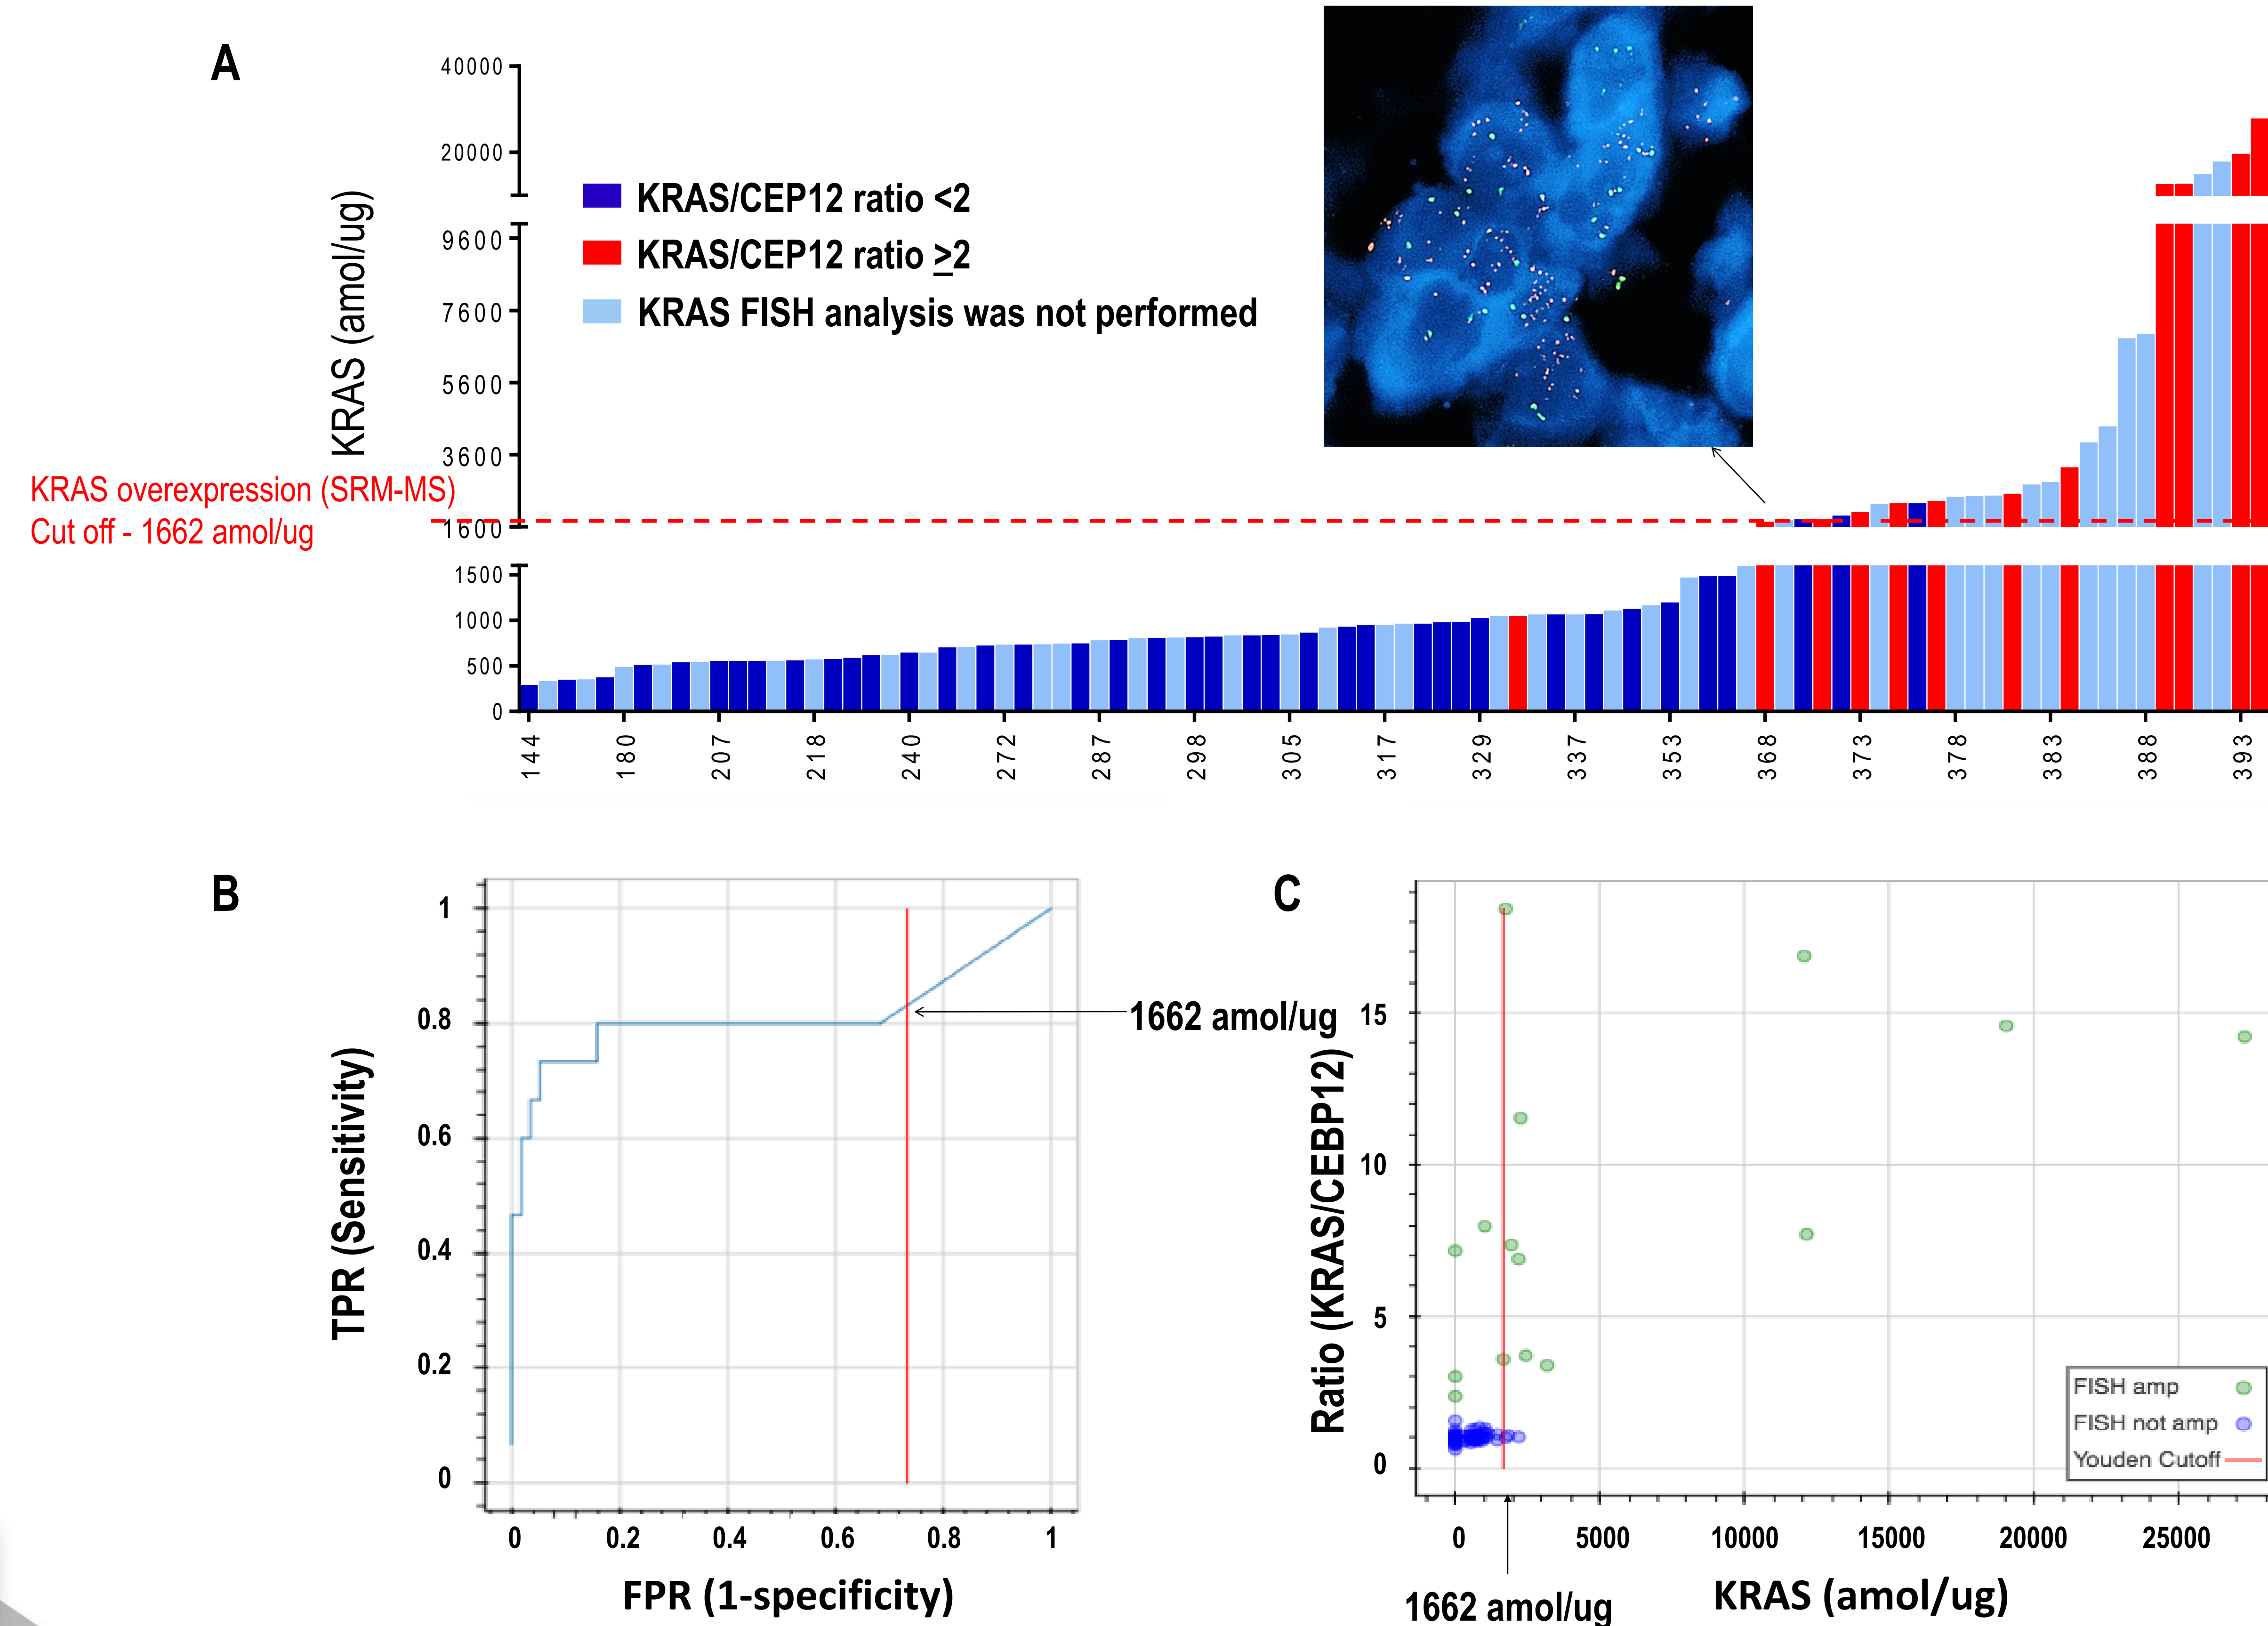 A
40000
20000
9600
7600
5600
3600
1600
1500
1000
500
0
KRAS (amol/ug)
KRAS/CEP12 ratio <2
KRAS/CEP12 ratio ≥2
KRAS FISH analysis was not performed
KRAS overexpression (SRM-MS)
Cut off - 1662 amol/ug
144 180 207 218 240 272 287 298 305 317 329 337 353 368 373 378 383 388 393
B
TPR (Sensitivity)
1
0.8
0.6
0.4
0.2
0
0 0.2 0.4 0.6 0.8 1
FPR (1-specificity)
1662 amol/ug
C
Ratio (KRAS/CEBP12)
15
10
5
0
FISH amp
FISH not amp
Youden Cutoff
0 5000 10000 15000 20000 25000
1662 amol/ug
KRAS (amol/ug)